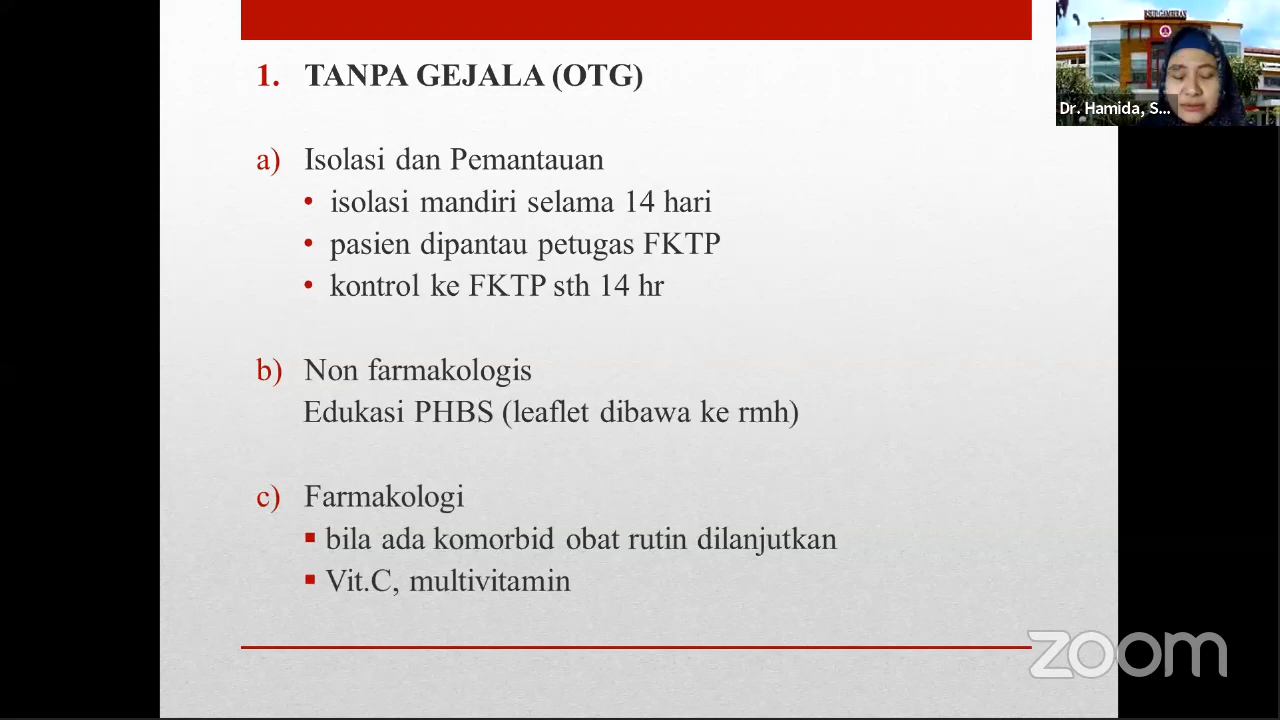 1. TANPA GEJALA (OTG)
a) Isolasi dan Pemantauan
• isolasi mandiri selama 14 hari
• pasien dipantau petugas FKTP
• kontrol ke FKTP sth 14 hr
b) Non farmakologis
Edukasi PHBS (leaflet dibawa ke rmh)
c) Farmakologi
▪ bila ada komorbid obat rutin dilanjutkan
▪ Vit.C, multivitamin
Dr. Hamida, S...
zoom